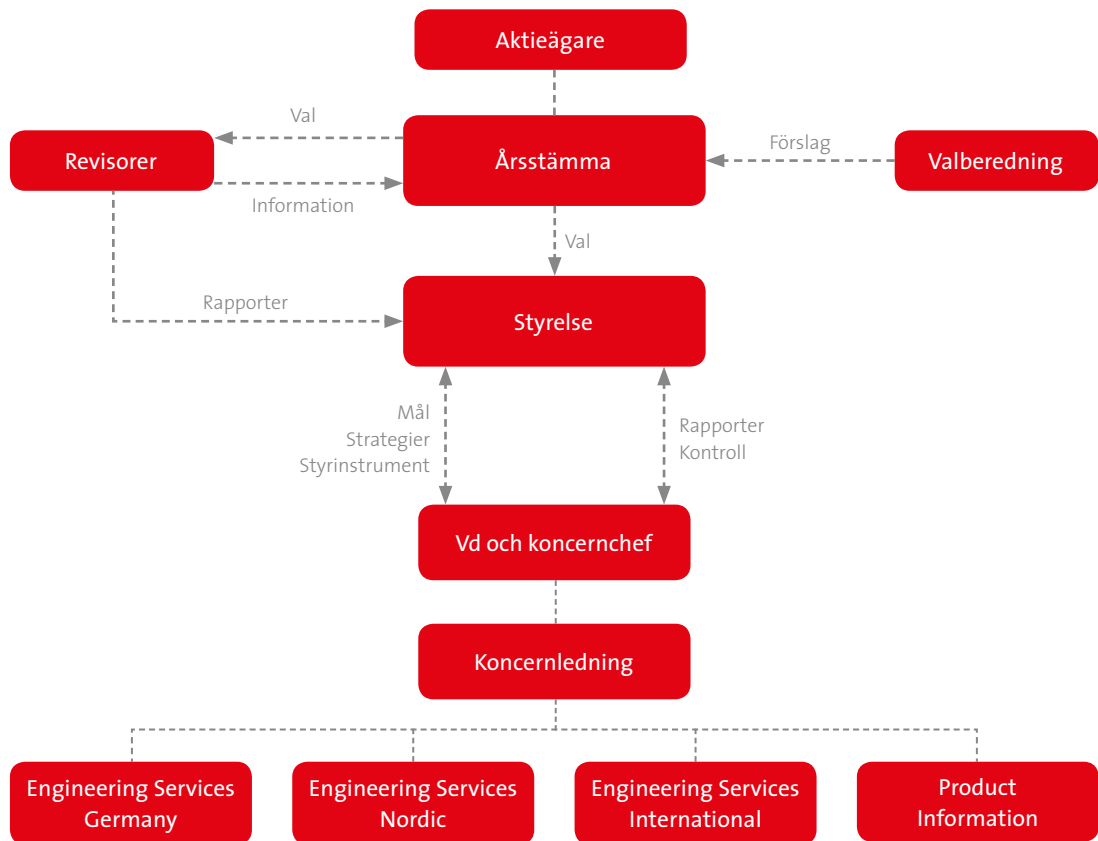 Aktieägare
Val
Revisorer
Årsstämma
Förslag
Valberedning
Information
Val
Rapporter
Styrelse
Mål
Strategier
Styrinstrument
Rapporter
Kontroll
Vd och koncernchef
Koncernledning
Engineering Services
Germany
Engineering Services
Nordic
Engineering Services
International
Product
Information